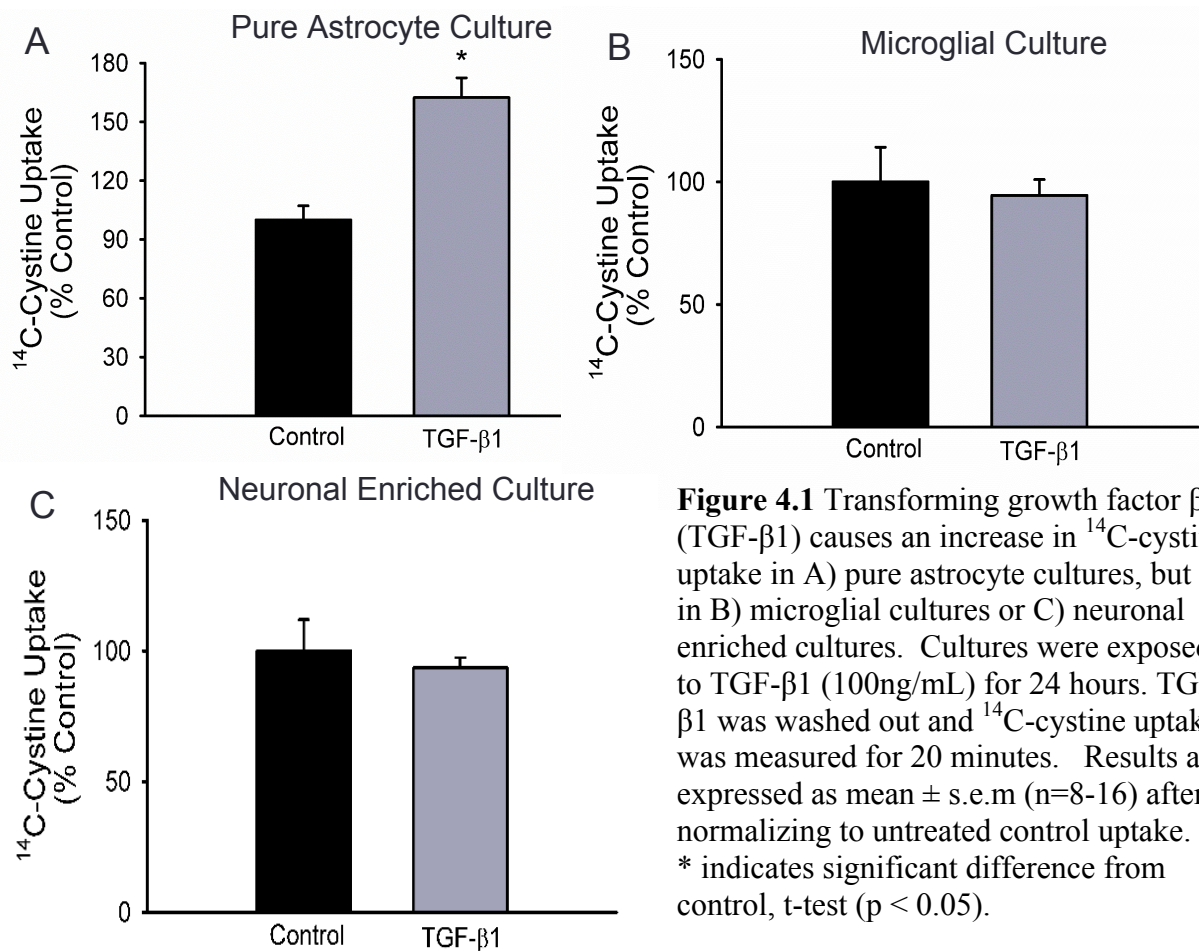 A
Pure Astrocyte Culture
*
180
150
120
90
60
30
0
¹⁴C-Cystine Uptake
(% Control)
Control
TGF-β1
B
Microglial Culture
150
100
50
0
¹⁴C-Cystine Uptake
(% Control)
Control
TGF-β1
C
Neuronal Enriched Culture
150
100
50
0
¹⁴C-Cystine Uptake
(% Control)
Control
TGF-β1
Figure 4.1 Transforming growth factor β
(TGF-β1) causes an increase in ¹⁴C-cysti
uptake in A) pure astrocyte cultures, but
in B) microglial cultures or C) neuronal
enriched cultures. Cultures were exposed
to TGF-β1 (100ng/mL) for 24 hours. TG
β1 was washed out and ¹⁴C-cystine uptak
was measured for 20 minutes. Results a
expressed as mean ± s.e.m (n=8-16) after
normalizing to untreated control uptake.
* indicates significant difference from
control, t-test (p < 0.05).